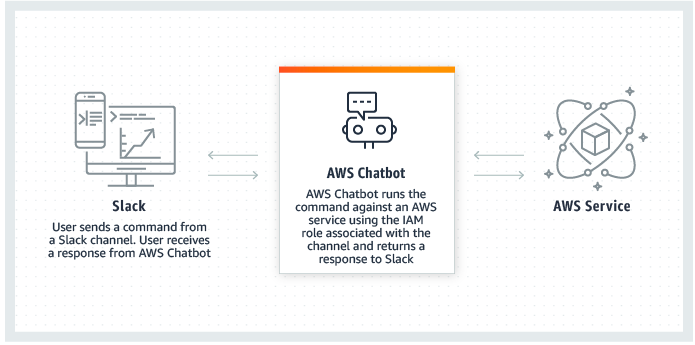 Slack
User sends a command from
a Slack channel. User receives
a response from AWS Chatbot
AWS Chatbot
AWS Chatbot runs the
command against an AWS
service using the IAM
role associated with the
channel and returns a
response to Slack
AWS Service